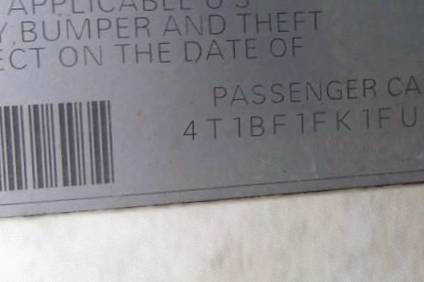 APPLICABLE U S
Y, BUMPER AND THEFT
ECT ON THE DATE OF
PASSENGER CA
4T1BF1FK1FU